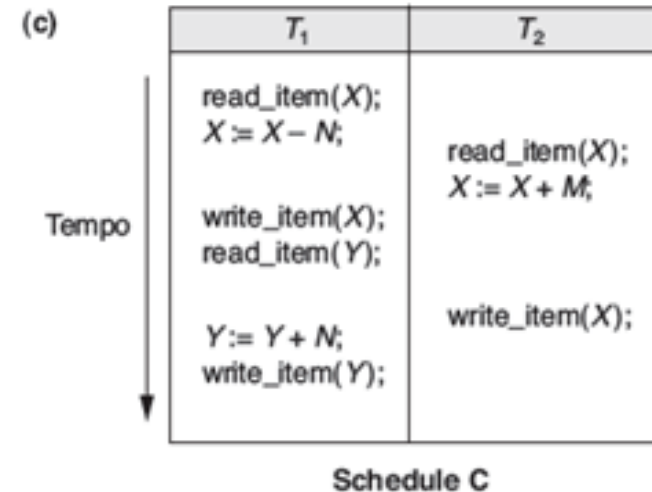 (c)
T1 T2
read_item(X);
X := X – N;
read_item(X);
X := X + M;
Tempo
write_item(X);
read_item(Y);
write_item(X);
Y := Y + N;
write_item(Y);
Schedule C